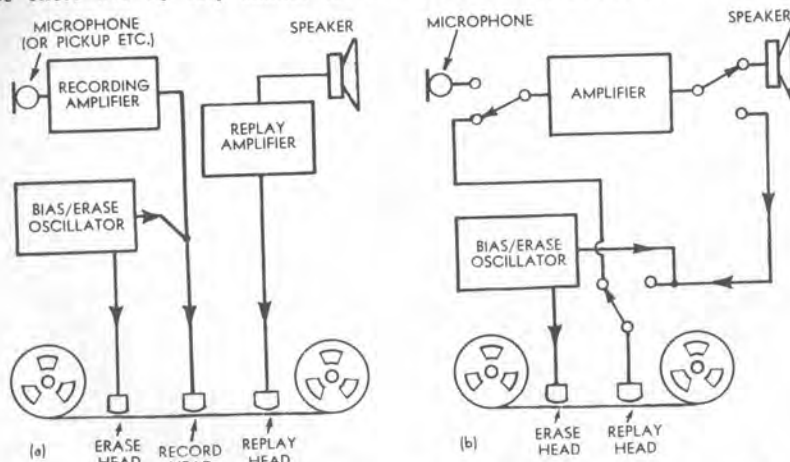 MICROPHONE
(OR PICKUP ETC.)
RECORDING
AMPLIFIER
SPEAKER
REPLAY
AMPLIFIER
BIAS/ERASE
OSCILLATOR
(a)
ERASE
HEAD
RECORD
REPLAY
HEAD
MICROPHONE
AMPLIFIER
SPEAKER
BIAS/ERASE
OSCILLATOR
(b)
ERASE
HEAD
REPLAY
HEAD